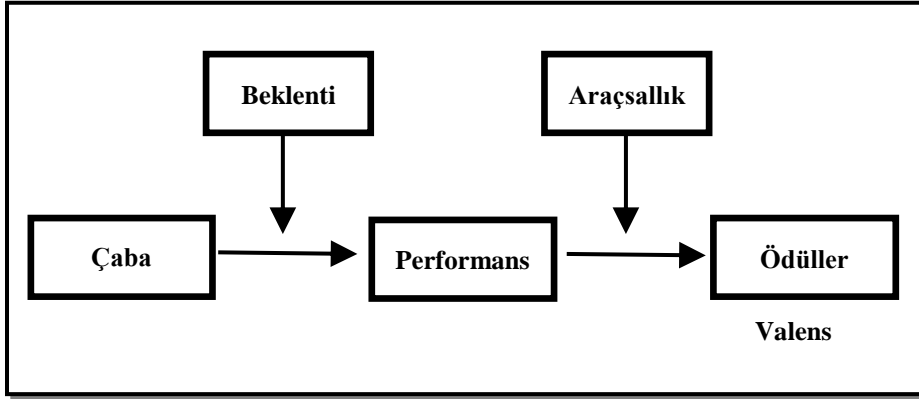 Beklenti
Araçsallık
Çaba
Performans
Ödüller
Valens